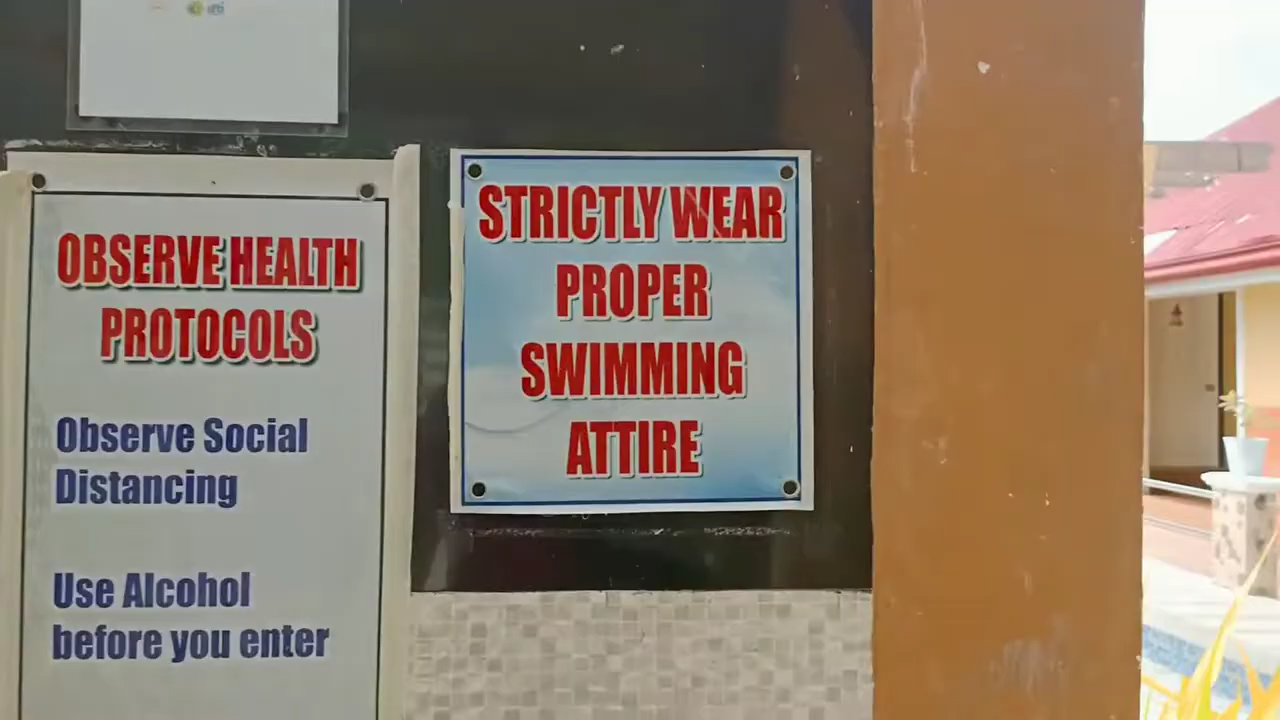 OBSERVE HEALTH
PROTOCOLS
Observe Social
Distancing
Use Alcohol
before you enter
STRICTLY WEAR
PROPER
SWIMMING
ATTIRE